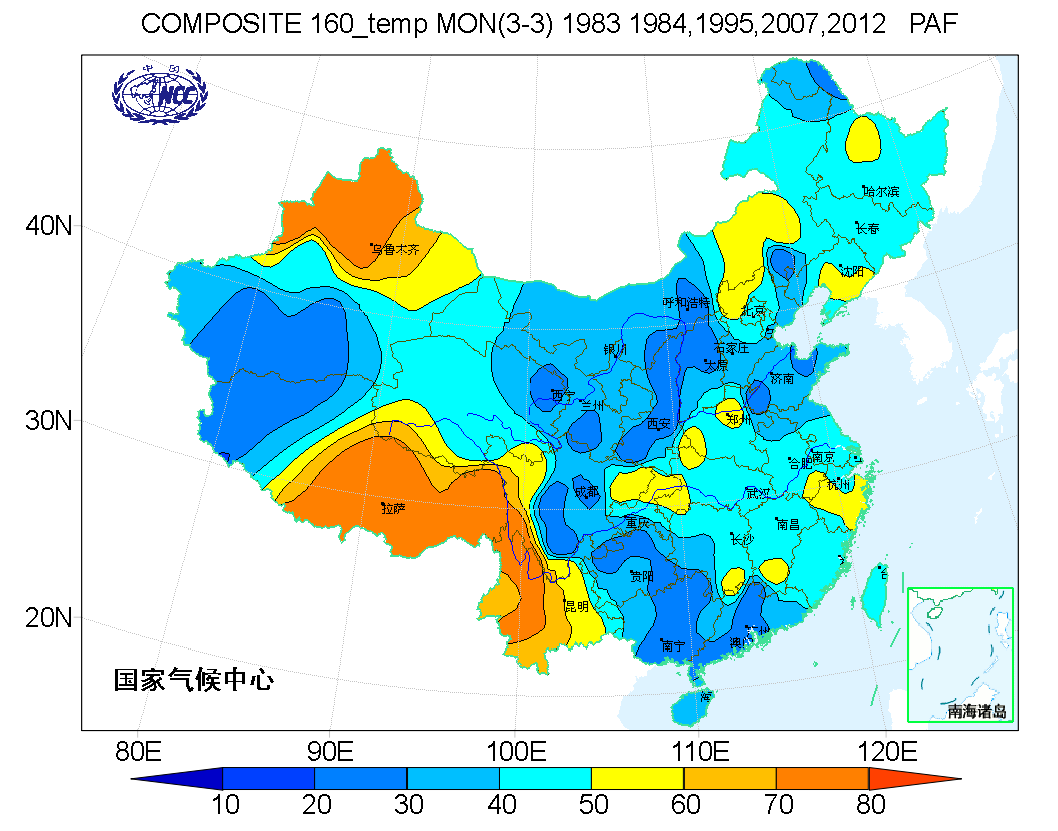 COMPOSITE 160_temp MON(3-3) 1983 1984,1995,2007,2012 PAF
中国
NCC
哈尔滨
长春
40N
乌鲁木齐
沈阳
呼和浩特
北京
银川
石家庄
太原
济南
西宁
兰州
30N
郑州
西安
南京
合肥
杭州
成都
武汉
拉萨
重庆
南昌
长沙
贵阳
昆明
20N
南宁
国家气候中心
南海诸岛
80E 90E 100E 110E 120E
10 20 30 40 50 60 70 80